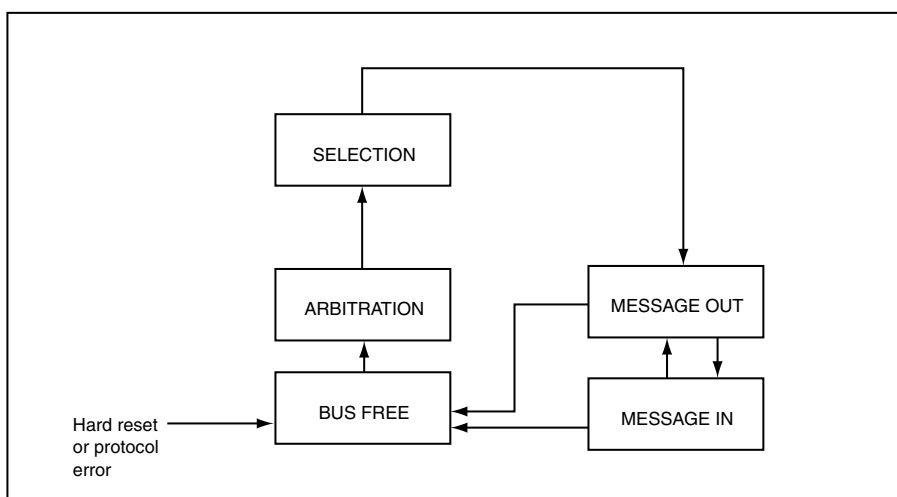 SELECTION
ARBITRATION
MESSAGE OUT
BUS FREE
MESSAGE IN
Hard reset
or protocol
error